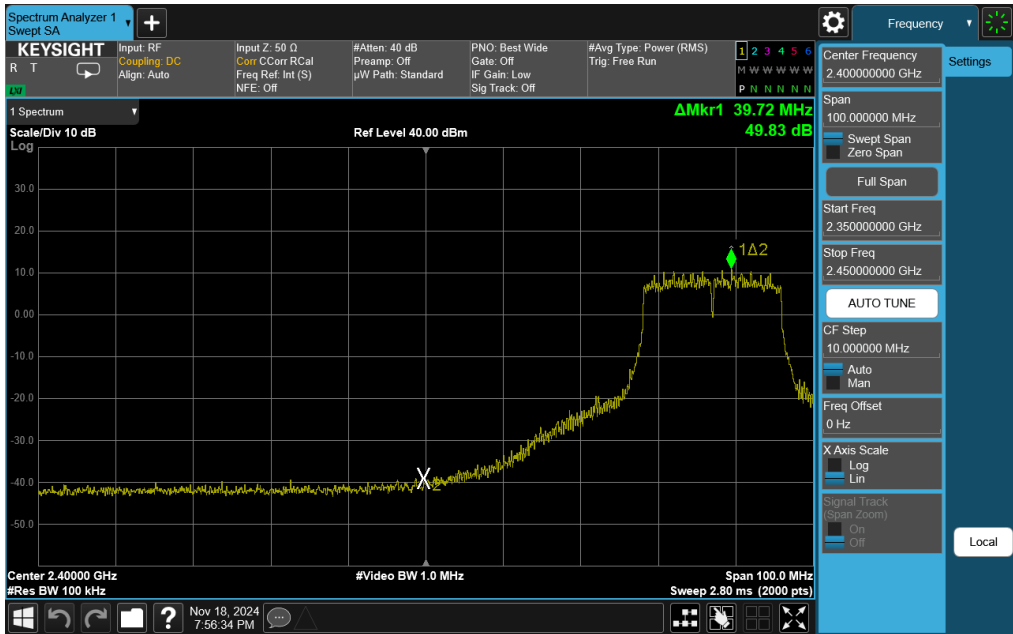 Spectrum Analyzer 1
Swept SA
+
Frequency
KEYSIGHT
R T
LXI
Input: RF
Coupling: DC
Align: Auto
Input Z: 50 Ω
Corr CCorr RCal
Freq Ref: Int (S)
NFE: Off
#Atten: 40 dB
Preamp: Off
µW Path: Standard
PNO: Best Wide
Gate: Off
IF Gain: Low
Sig Track: Off
#Avg Type: Power (RMS)
Trig: Free Run
1 2 3 4 5 6
M W W W W W
P N N N N N
Center Frequency
2.400000000 GHz
Settings
Span
100.000000 MHz
Swept Span
Zero Span
Full Span
Start Freq
2.350000000 GHz
Stop Freq
2.450000000 GHz
AUTO TUNE
CF Step
10.000000 MHz
Auto
Man
Freq Offset
0 Hz
X Axis Scale
Log
Lin
Signal Track
(Span Zoom)
On
Off
Local
1 Spectrum
ΔMkr1 39.72 MHz
49.83 dB
Scale/Div 10 dB
Ref Level 40.00 dBm
Log
30.0
20.0
10.0
0.00
-10.0
-20.0
-30.0
-40.0
-50.0
1Δ2
X2
Center 2.40000 GHz
#Video BW 1.0 MHz
Span 100.0 MHz
#Res BW 100 kHz
Sweep 2.80 ms (2000 pts)
?
Nov 18, 2024
7:56:34 PM